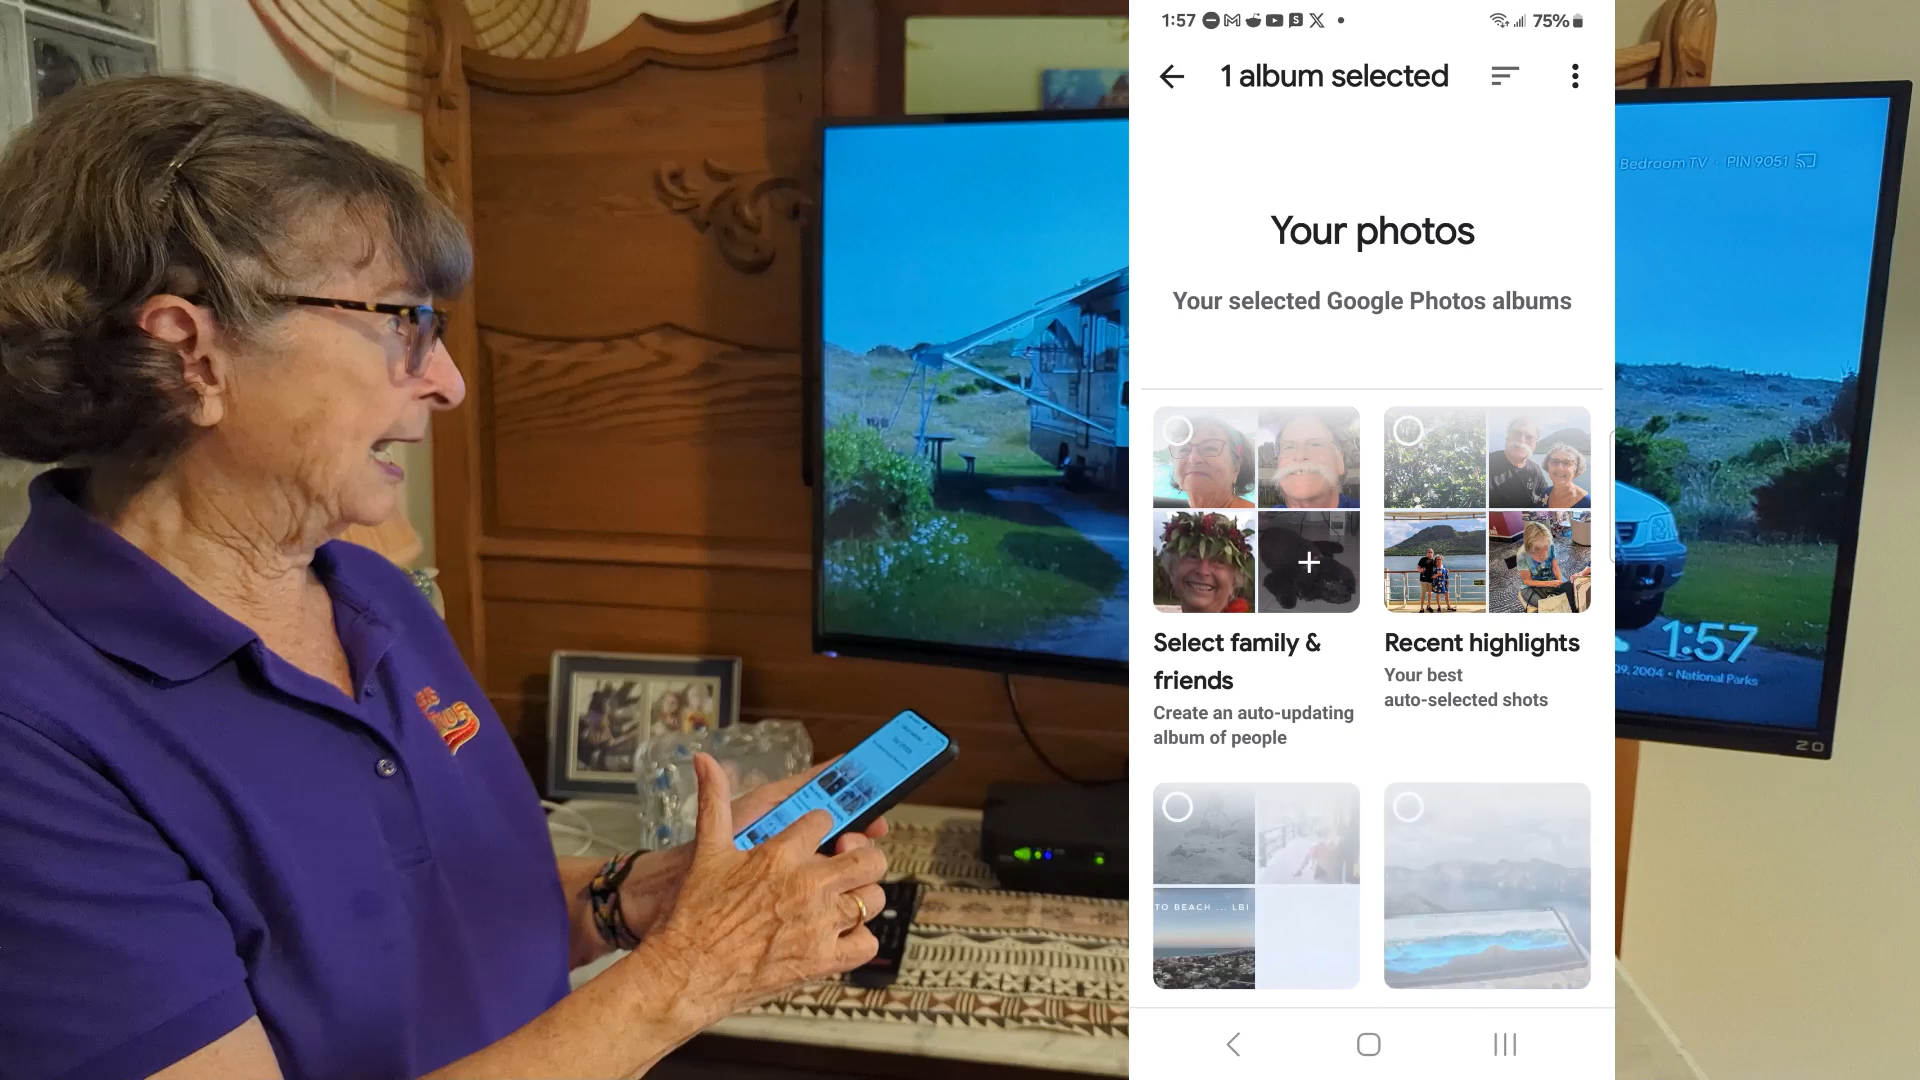 1:57
75%
1 album selected
Your photos
Your selected Google Photos albums
Select family &
friends
Create an auto-updating
album of people
Recent highlights
Your best
auto-selected shots
TO BEACH ... LBI
Bedroom TV · PIN 9051
1:57
09, 2004 • National Parks